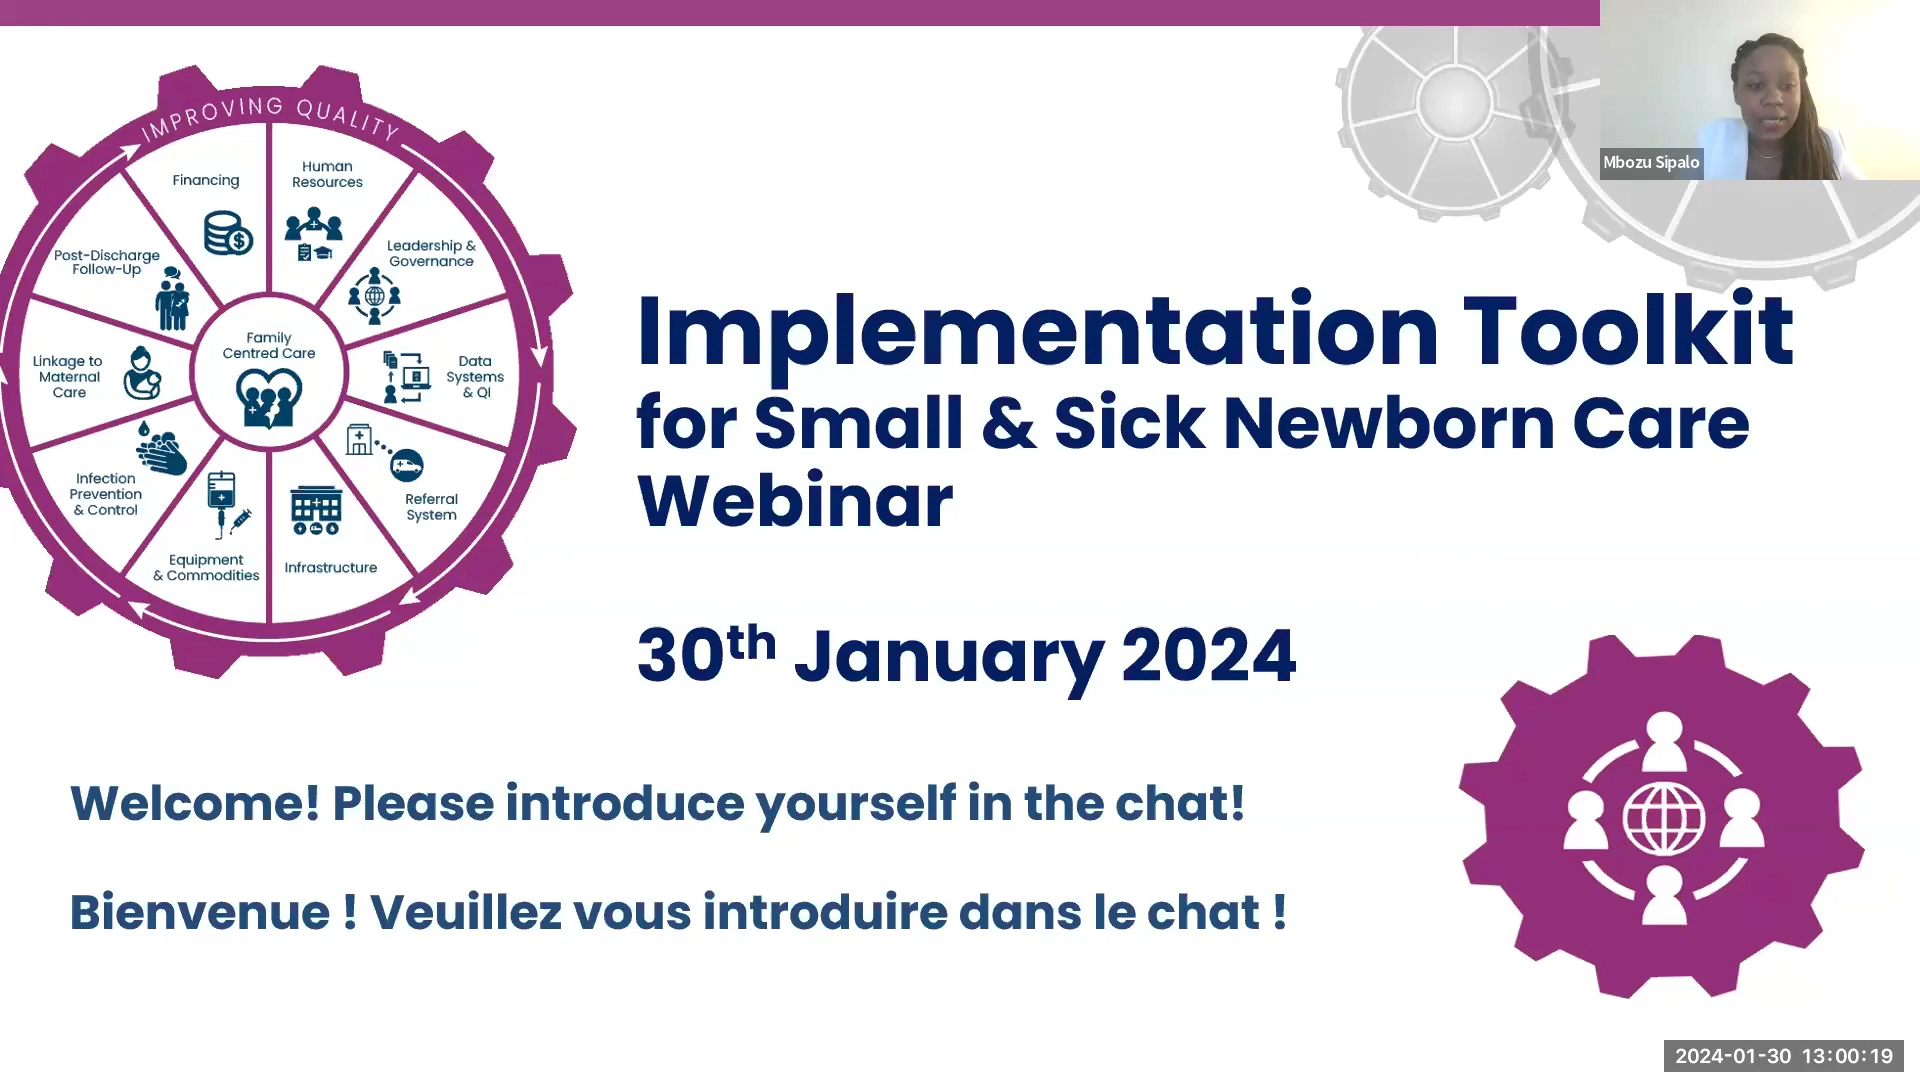 IMPROVING QUALITY
Financing
Human
Resources
Leadership &
Governance
Data
Systems
& QI
Referral
System
Infrastructure
Equipment
& Commodities
Infection
Prevention
& Control
Linkage to
Maternal
Care
Post-Discharge
Follow-Up
Family
Centred Care
Mbozu Sipalo
Implementation Toolkit
for Small & Sick Newborn Care
Webinar
30th January 2024
Welcome! Please introduce yourself in the chat!
Bienvenue ! Veuillez vous introduire dans le chat !
2024-01-30 13:00:19